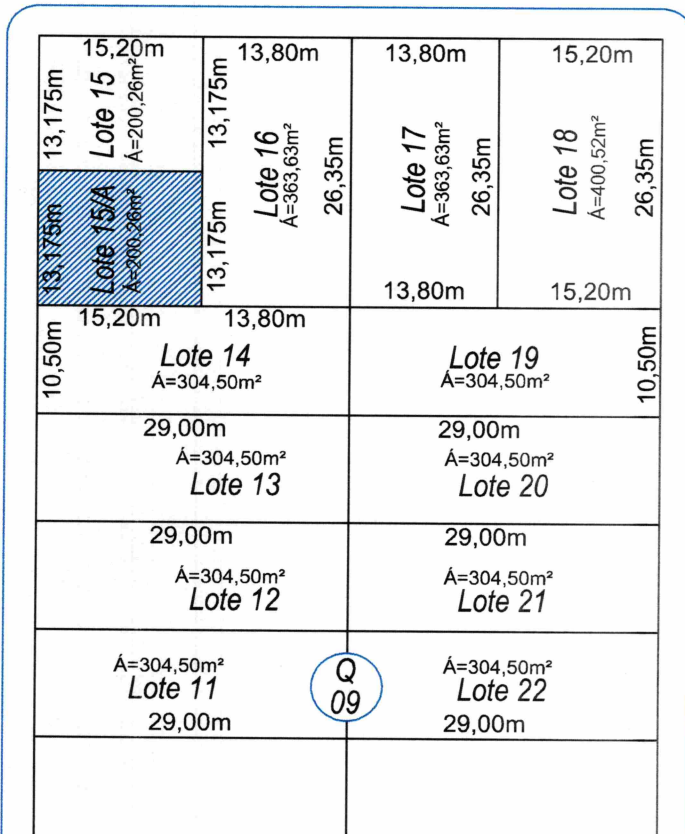 15,20m
13,175m
Lote 15
Á=200,26m²
13,175m
Lote 15/A
Á=200,26m²
13,80m
13,175m
13,175m
Lote 16
Á=363,63m²
26,35m
13,80m
Lote 17
Á=363,63m²
26,35m
13,80m
15,20m
Lote 18
Á=400,52m²
26,35m
15,20m
15,20m
13,80m
10,50m
Lote 14
Á=304,50m²
Lote 19
Á=304,50m²
10,50m
29,00m
Á=304,50m²
Lote 13
29,00m
Á=304,50m²
Lote 20
29,00m
Á=304,50m²
Lote 12
29,00m
Á=304,50m²
Lote 21
Á=304,50m²
Lote 11
29,00m
Q
09
Á=304,50m²
Lote 22
29,00m